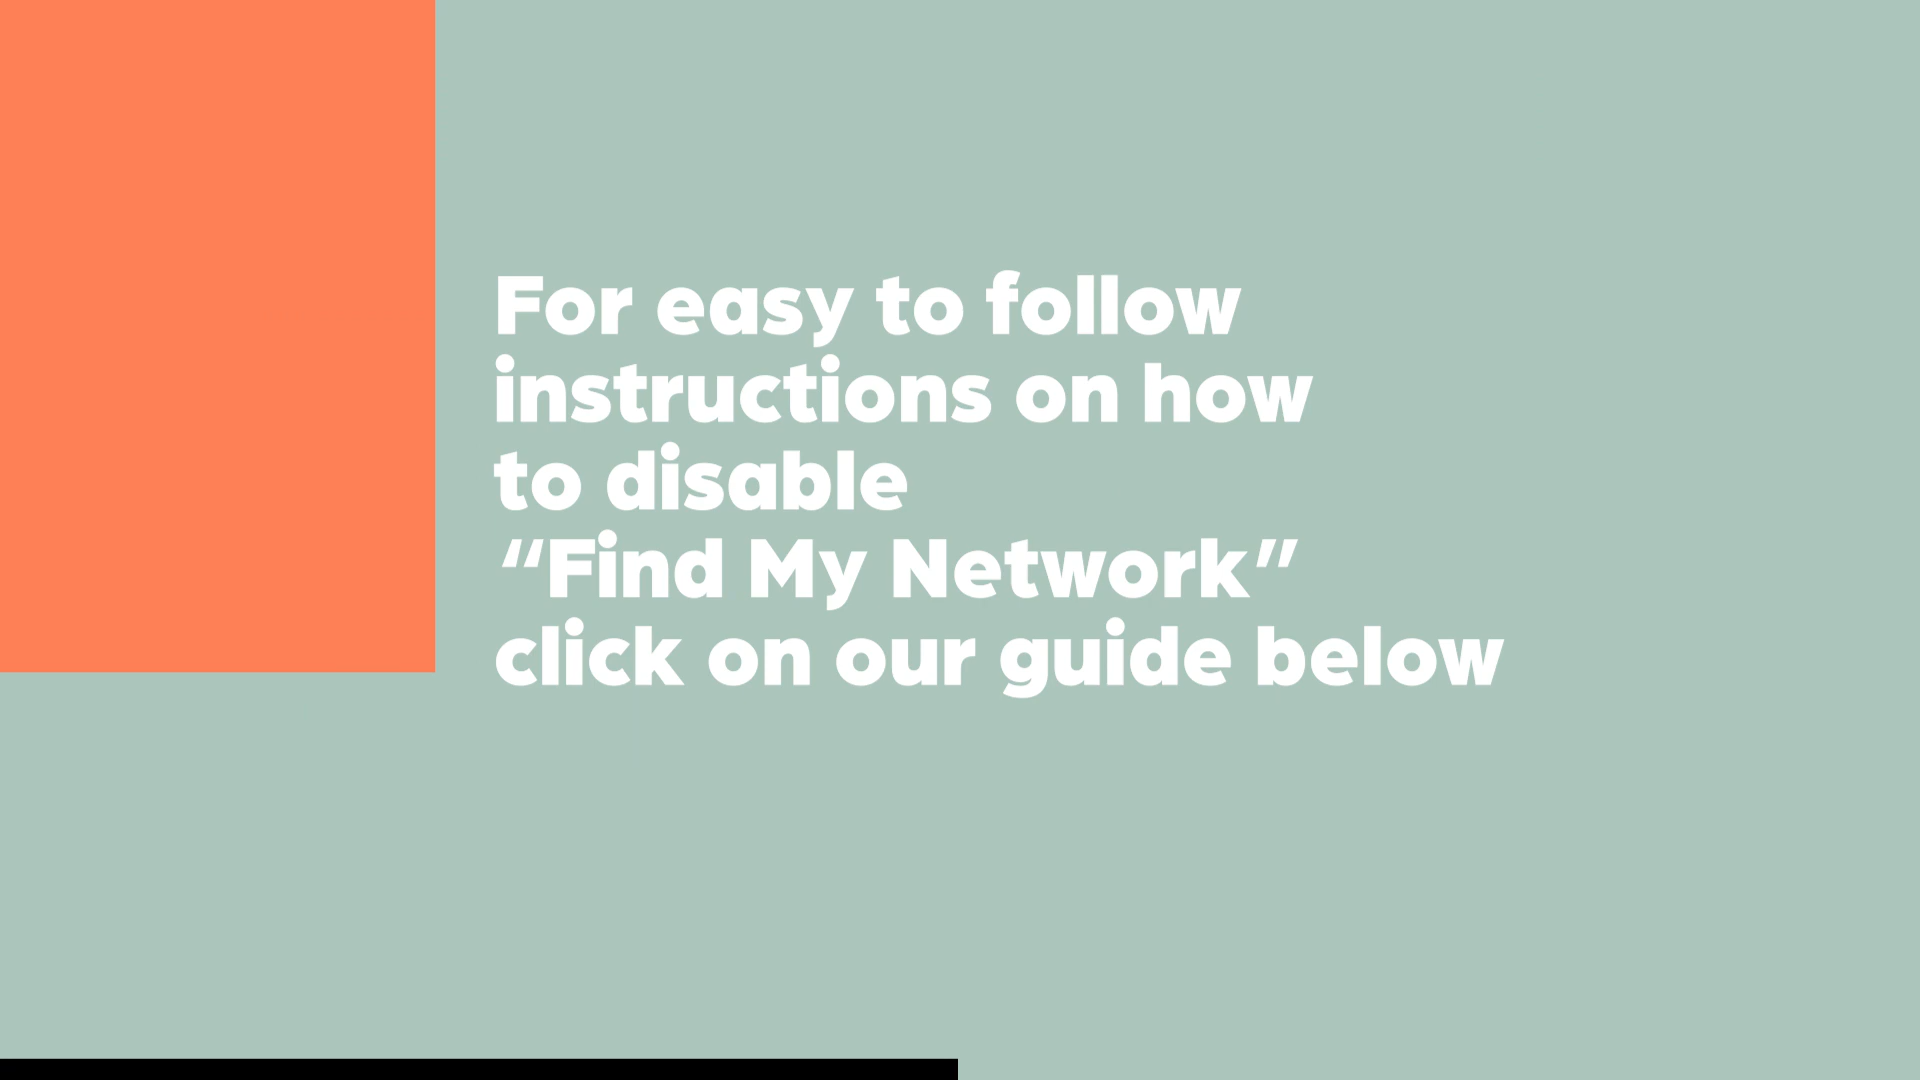 For easy to follow
instructions on how
to disable
“Find My Network”
click on our guide below